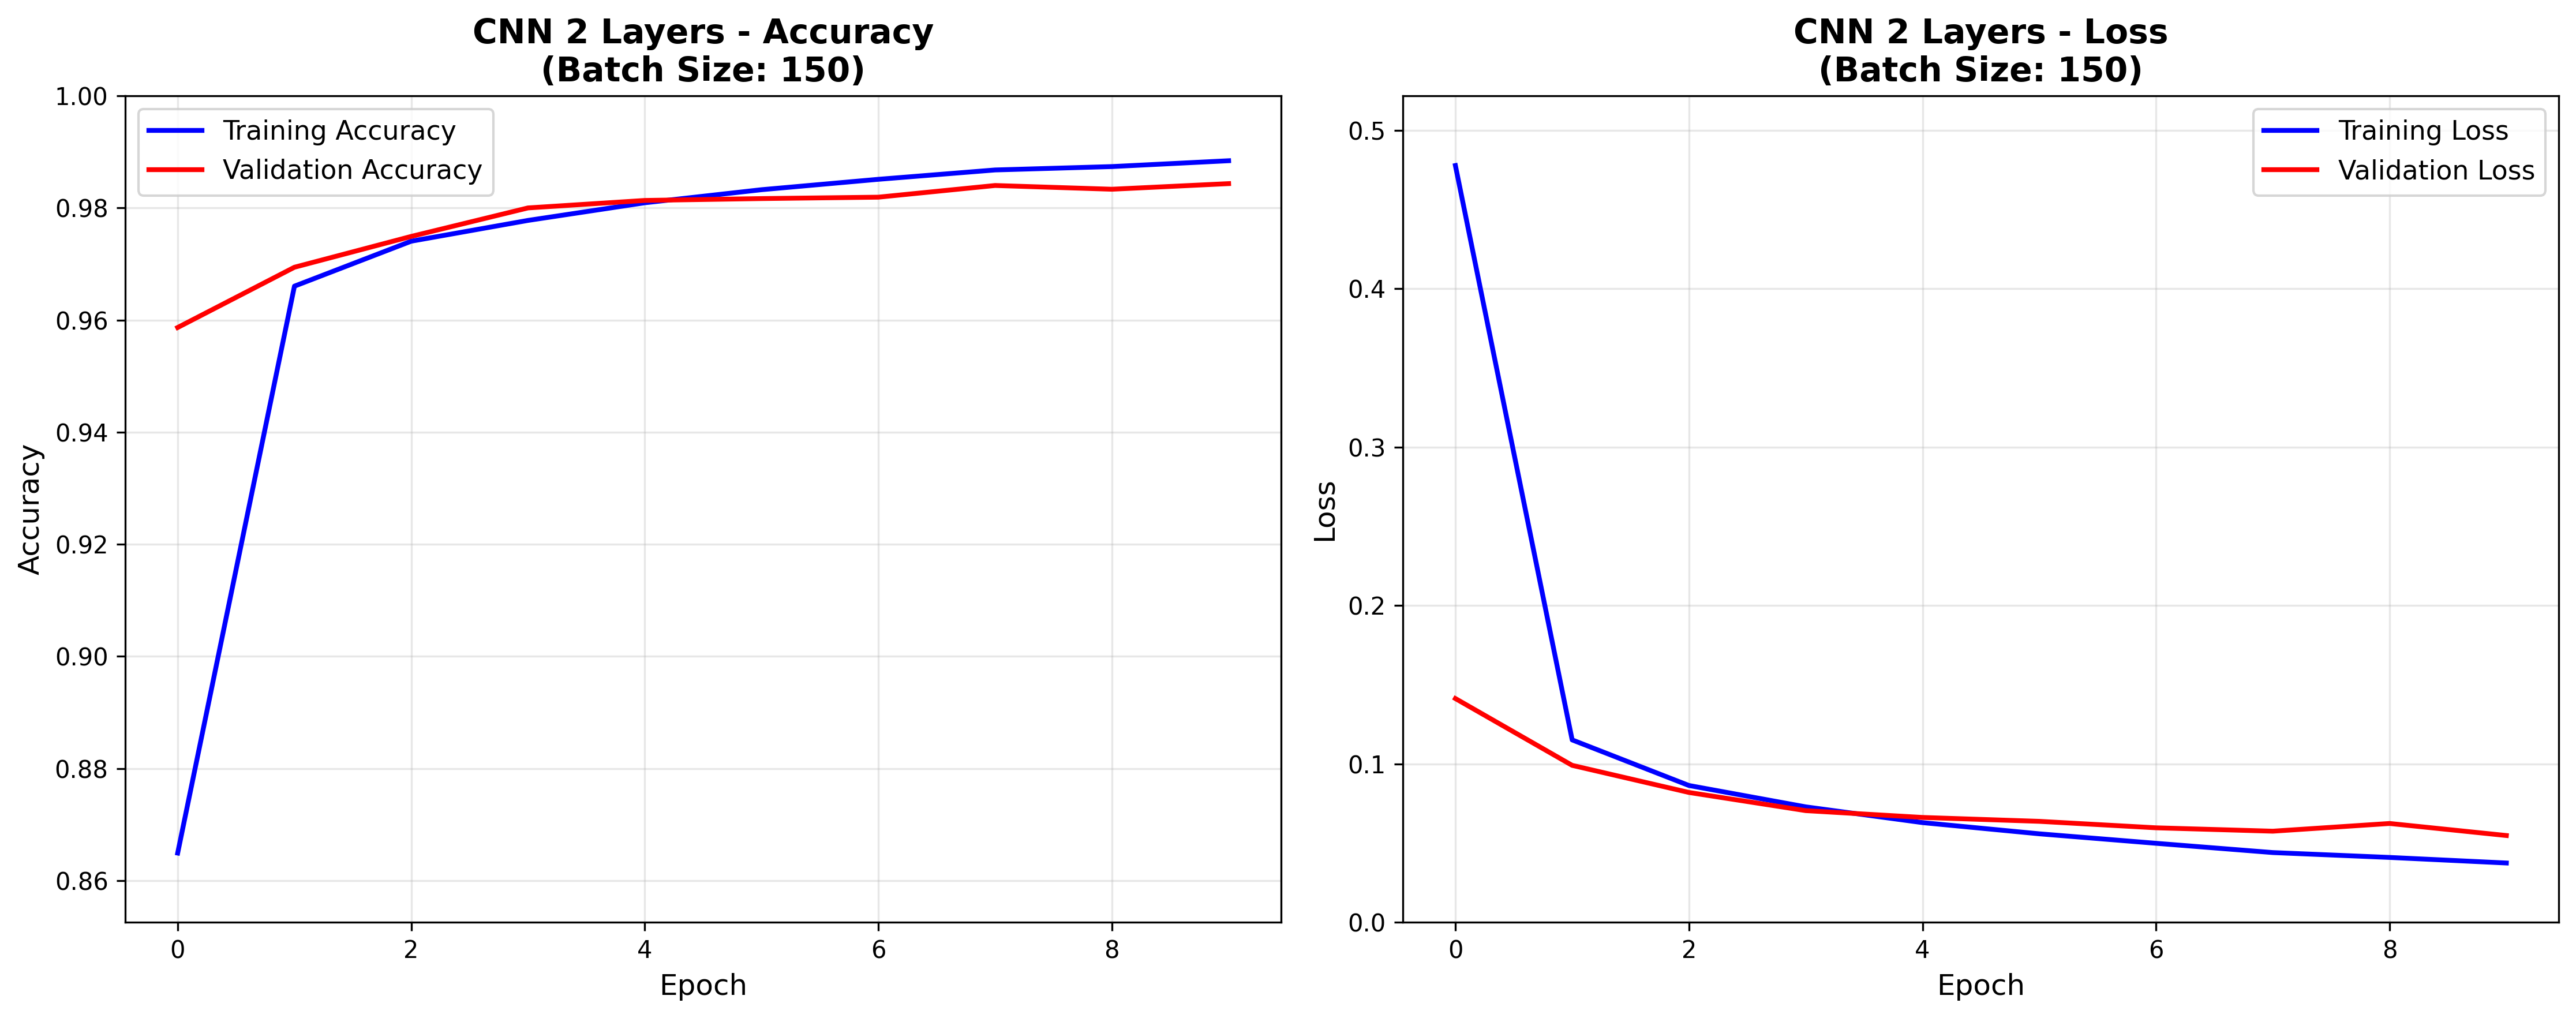 CNN 2 Layers - Accuracy
(Batch Size: 150)
Training Accuracy
Validation Accuracy
1.00
0.98
0.96
0.94
0.92
0.90
0.88
0.86
Accuracy
0 2 4 6 8
Epoch
CNN 2 Layers - Loss
(Batch Size: 150)
Training Loss
Validation Loss
0.5
0.4
0.3
0.2
0.1
0.0
Loss
0 2 4 6 8
Epoch